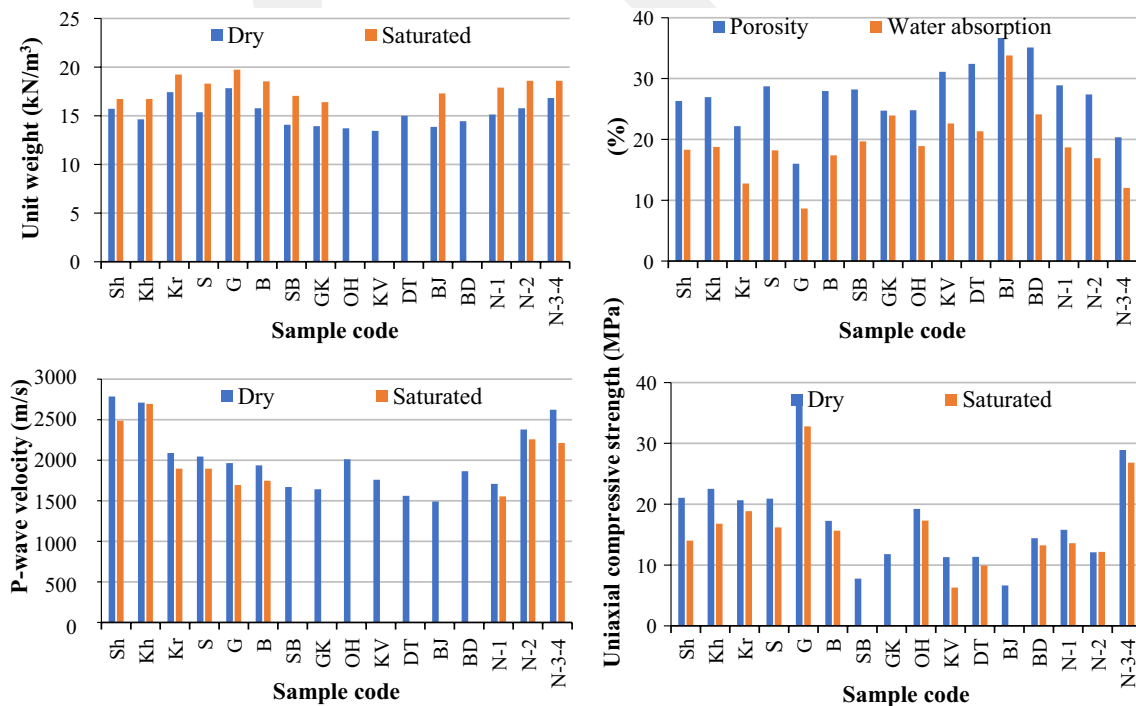 Unit weight (kN/m³)
25
20
15
10
5
0
Dry
Saturated
Sh
Kh
Kr
S
G
B
SB
GK
OH
KV
DT
BJ
BD
N-1
N-2
N-3-4
Sample code
(%)
40
30
20
10
0
Porosity
Water absorption
Sh
Kh
Kr
S
G
B
SB
GK
OH
KV
DT
BJ
BD
N-1
N-2
N-3-4
Sample code
P-wave velocity (m/s)
3000
2500
2000
1500
1000
500
0
Dry
Saturated
Sh
Kh
Kr
S
G
B
SB
GK
OH
KV
DT
BJ
BD
N-1
N-2
N-3-4
Sample code
Uniaxial compressive strength (MPa)
40
30
20
10
0
Dry
Saturated
Sh
Kh
Kr
S
G
B
SB
GK
OH
KV
DT
BJ
BD
N-1
N-2
N-3-4
Sample code